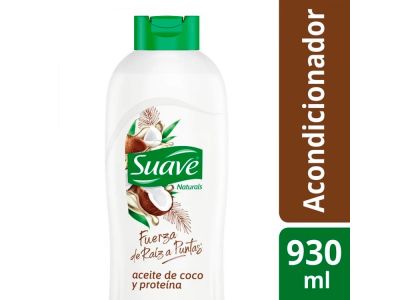 Suave
Naturals
Fuerza
de Raíz a Puntas
aceite de coco
y proteína
Acondicionador
930
ml